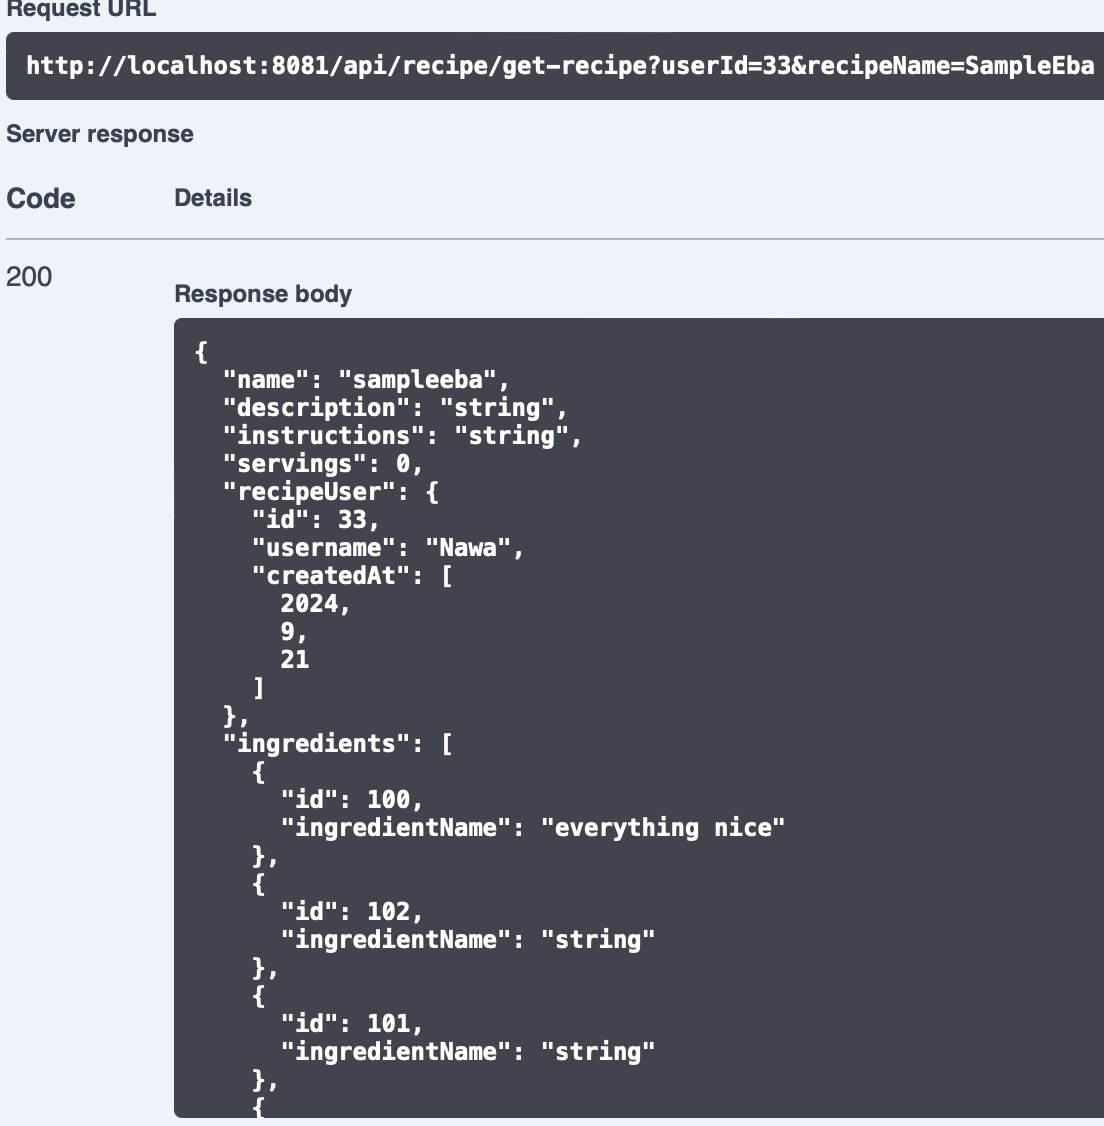 Request URL
http://localhost:8081/api/recipe/get-recipe?userId=33&recipeName=SampleEba
Server response
Code Details
200
Response body
{
"name": "sampleeba",
"description": "string",
"instructions": "string",
"servings": 0,
"recipeUser": {
"id": 33,
"username": "Nawa",
"createdAt": [
2024,
9,
21
]
},
"ingredients": [
{
"id": 100,
"ingredientName": "everything nice"
},
{
"id": 102,
"ingredientName": "string"
},
{
"id": 101,
"ingredientName": "string"
},
{